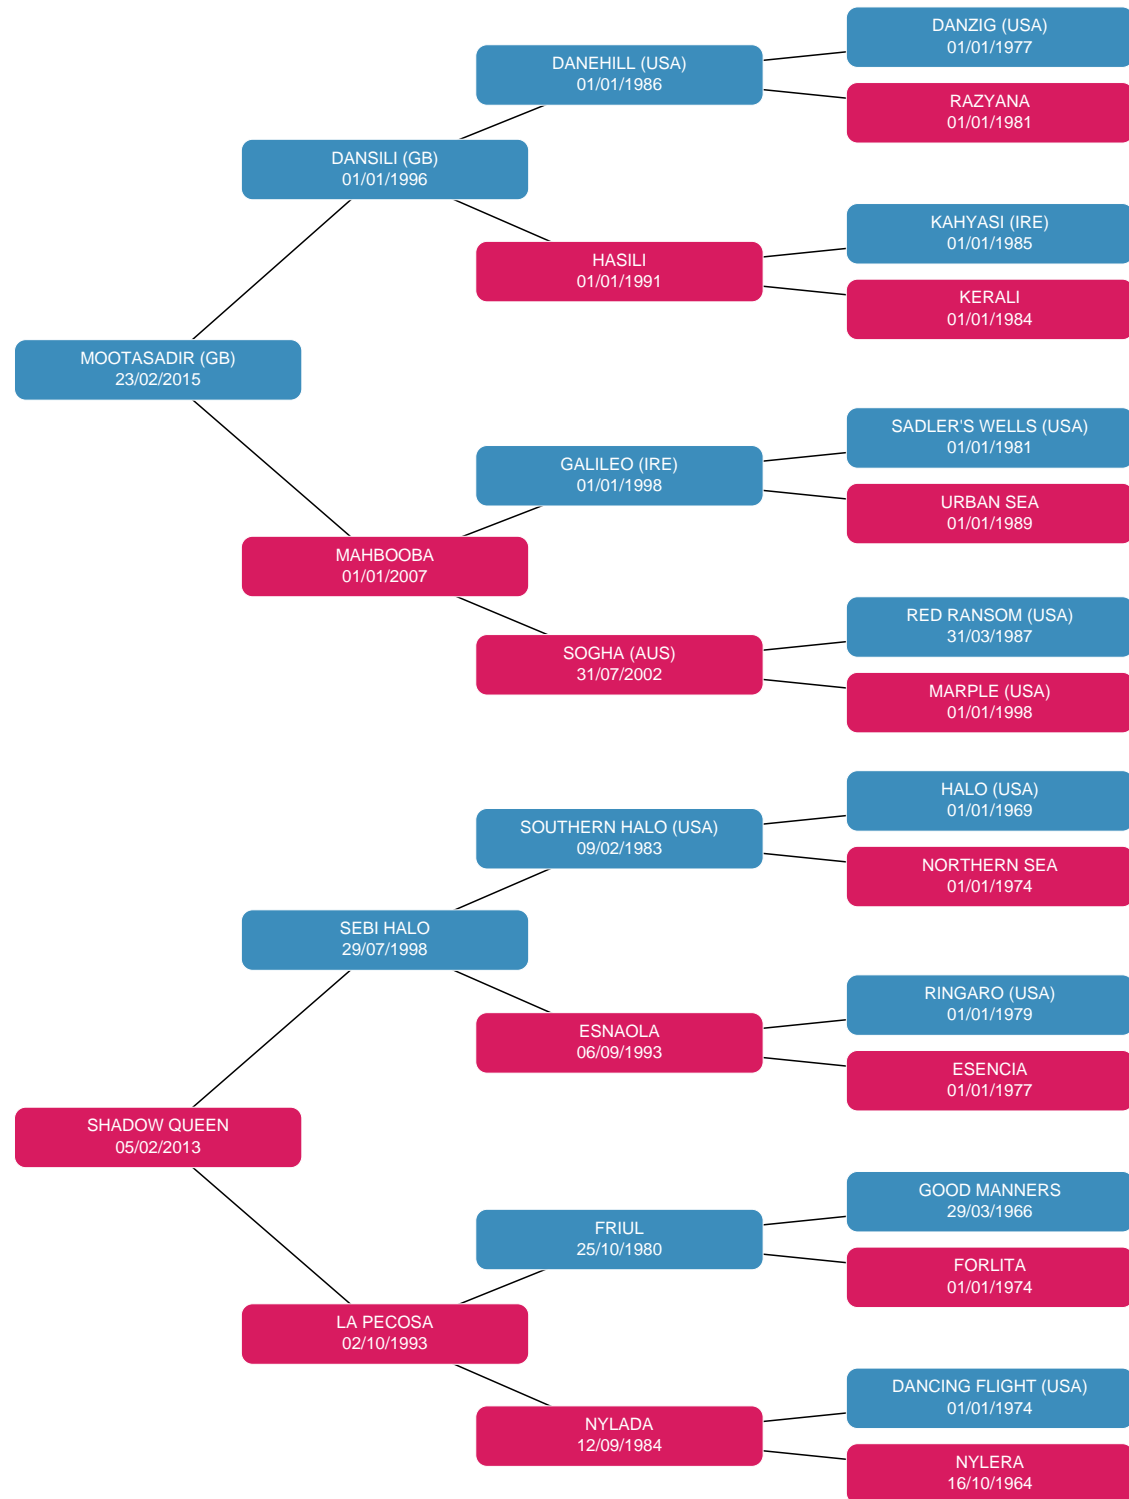 DANZIG (USA)
01/01/1977
DANEHILL (USA)
01/01/1986
RAZYANA
01/01/1981
DANSILI (GB)
01/01/1996
KAHYASI (IRE)
01/01/1985
HASILI
01/01/1991
KERALI
01/01/1984
MOOTASADIR (GB)
23/02/2015
SADLER'S WELLS (USA)
01/01/1981
GALILEO (IRE)
01/01/1998
URBAN SEA
01/01/1989
MAHBOOBA
01/01/2007
RED RANSOM (USA)
31/03/1987
SOGHA (AUS)
31/07/2002
MARPLE (USA)
01/01/1998
HALO (USA)
01/01/1969
SOUTHERN HALO (USA)
09/02/1983
NORTHERN SEA
01/01/1974
SEBI HALO
29/07/1998
RINGARO (USA)
01/01/1979
ESNAOLA
06/09/1993
ESENCIA
01/01/1977
SHADOW QUEEN
05/02/2013
GOOD MANNERS
29/03/1966
FRIUL
25/10/1980
FORLITA
01/01/1974
LA PECOSA
02/10/1993
DANCING FLIGHT (USA)
01/01/1974
NYLADA
12/09/1984
NYLERA
16/10/1964